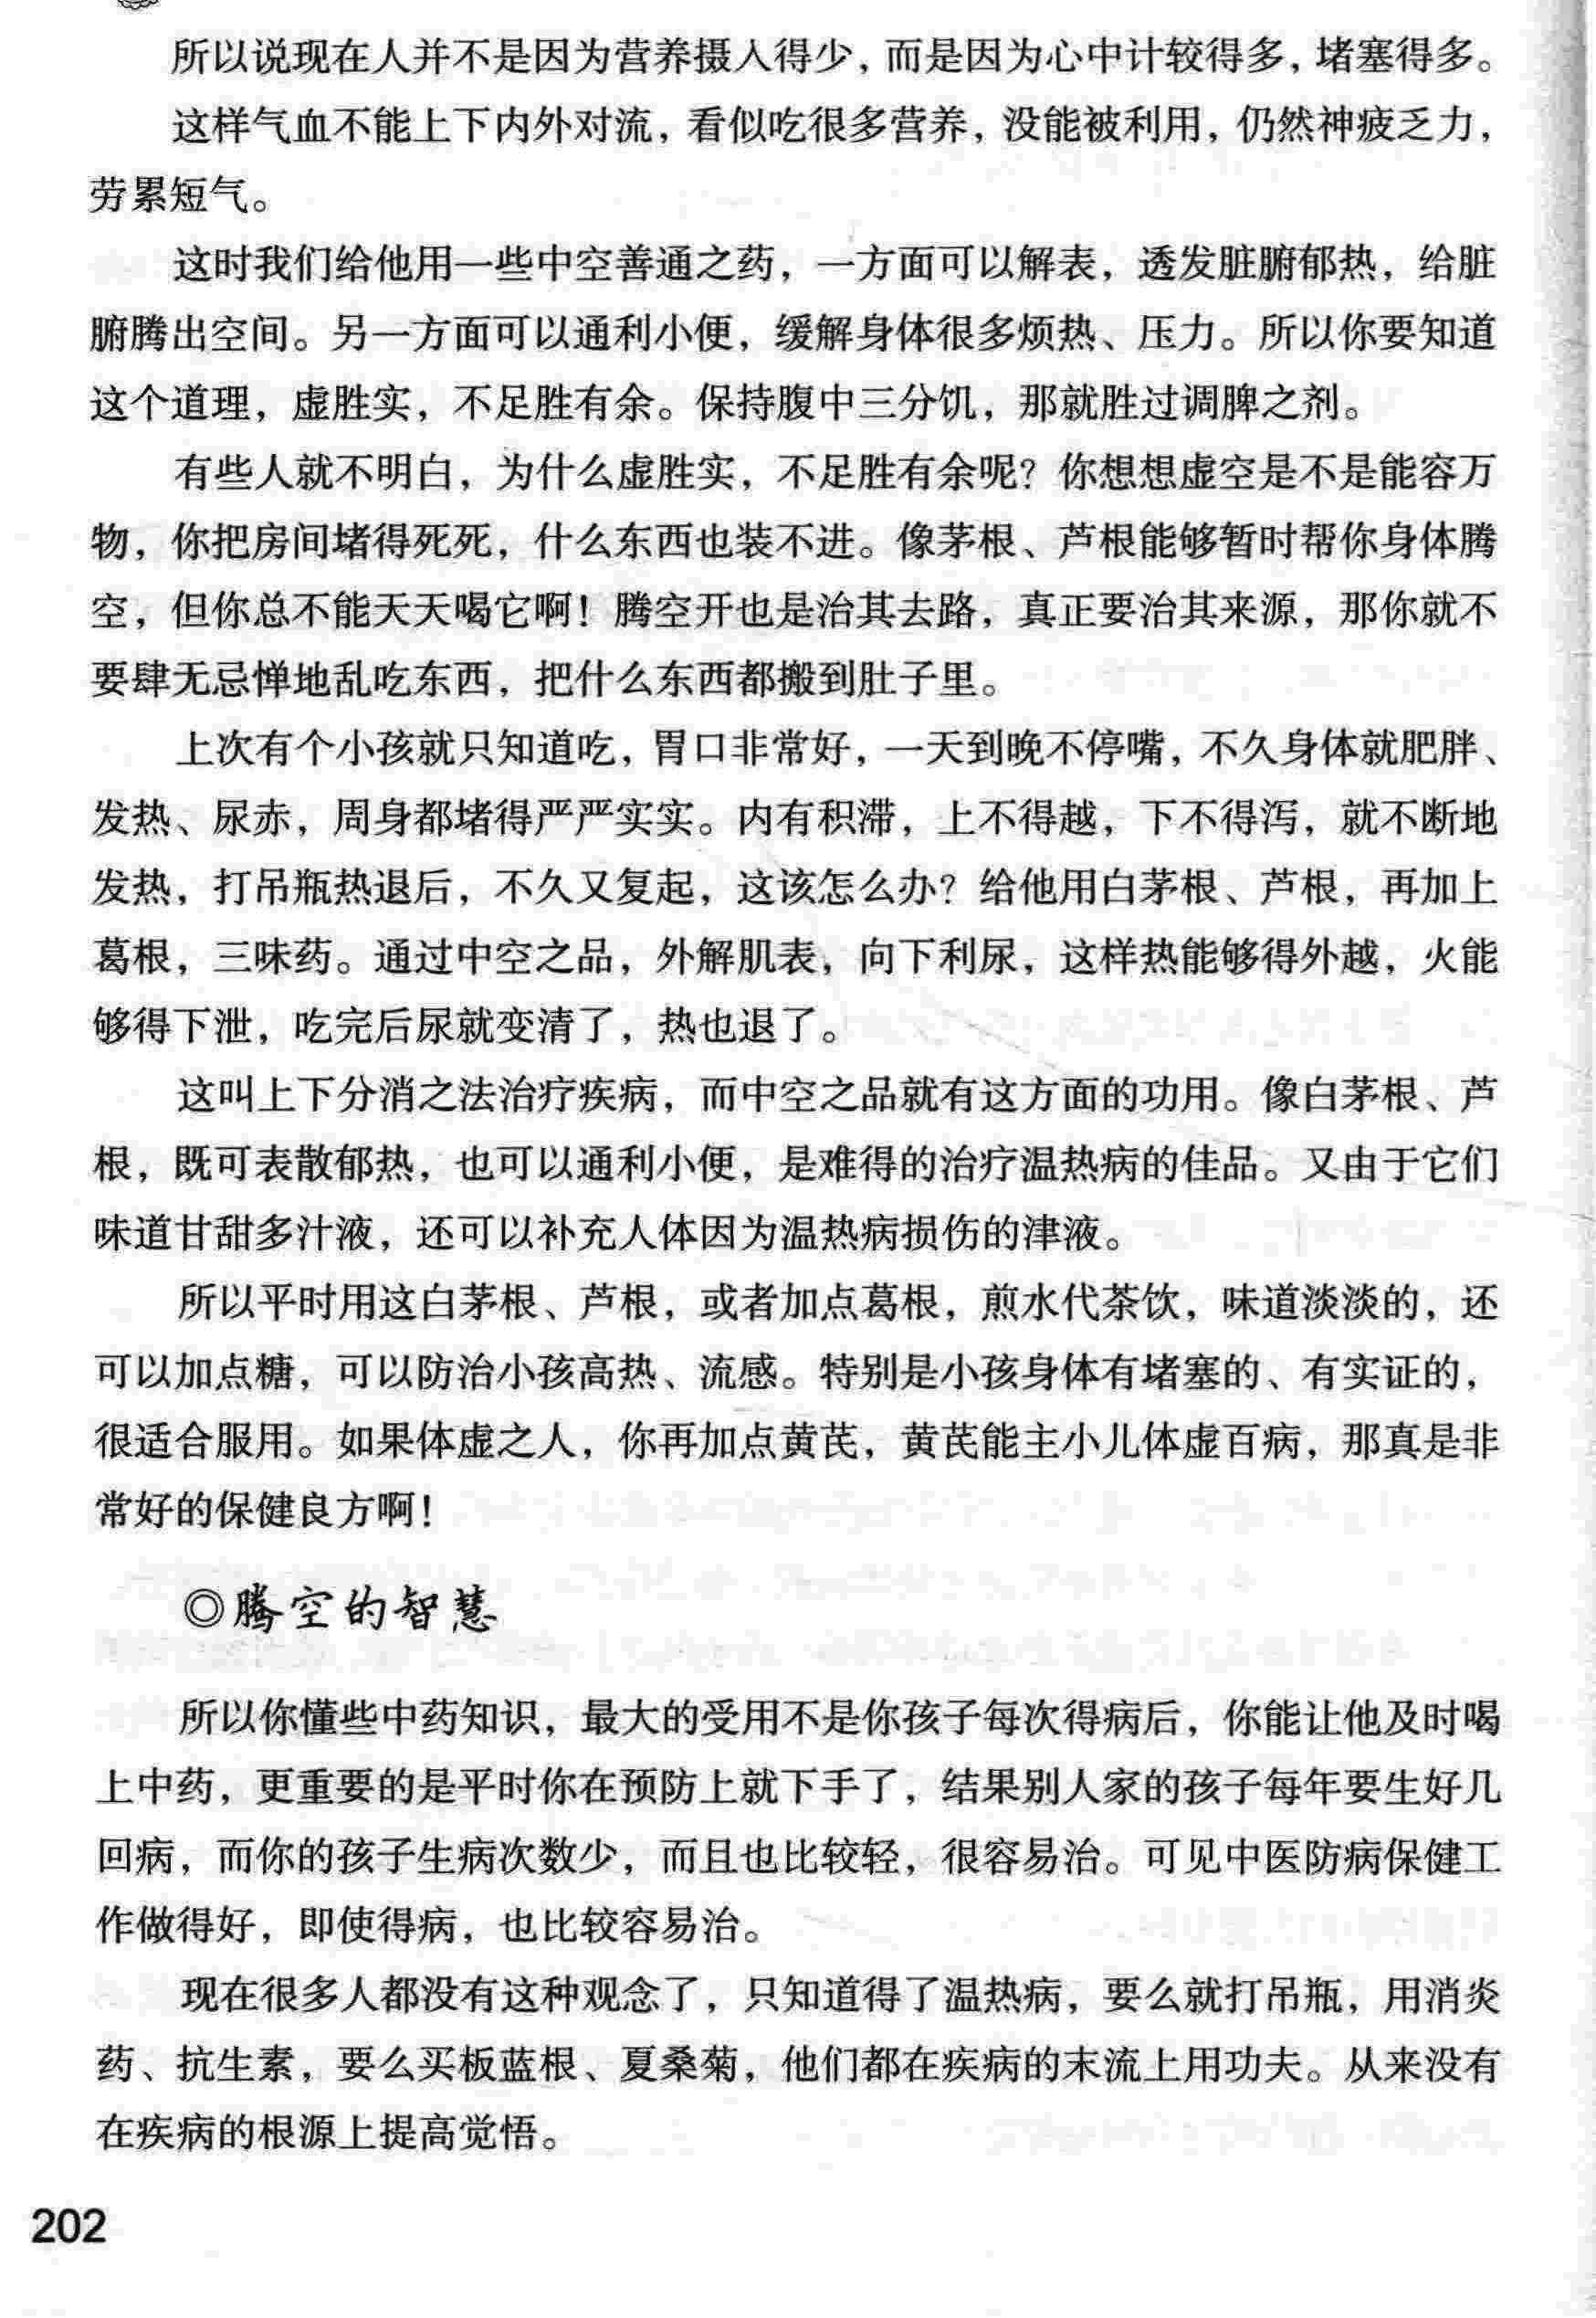 所以说现在人并不是因为营养摄入得少，而是因为心中计较得多，堵塞得多。
这样气血不能上下内外对流，看似吃很多营养，没能被利用，仍然神疲乏力，
劳累短气。
这时我们给他用一些中空善通之药，一方面可以解表，透发脏腑郁热，给脏
腑腾出空间。另一方面可以通利小便，缓解身体很多烦热、压力。所以你要知道
这个道理，虚胜实，不足胜有余。保持腹中三分饥，那就胜过调脾之剂。
有些人就不明白，为什么虚胜实，不足胜有余呢？你想想虚空是不是能容万
物，你把房间堵得死死，什么东西也装不进。像茅根、芦根能够暂时帮你身体腾
空，但你总不能天天喝它啊！腾空开也是治其去路，真正要治其来源，那你就不
要肆无忌惮地乱吃东西，把什么东西都搬到肚子里。
上次有个小孩就只知道吃，胃口非常好，一天到晚不停嘴，不久身体就肥胖、
发热、尿赤，周身都堵得严严实实。内有积滞，上不得越，下不得泻，就不断地
发热，打吊瓶热退后，不久又复起，这该怎么办？给他用白茅根、芦根，再加上
葛根，三味药。通过中空之品，外解肌表，向下利尿，这样热能够得外越，火能
够得下泄，吃完后尿就变清了，热也退了。
这叫上下分消之法治疗疾病，而中空之品就有这方面的功用。像白茅根、芦
根，既可表散郁热，也可以通利小便，是难得的治疗温热病的佳品。又由于它们
味道甘甜多汁液，还可以补充人体因为温热病损伤的津液。
所以平时用这白茅根、芦根，或者加点葛根，煎水代茶饮，味道淡淡的，还
可以加点糖，可以防治小孩高热、流感。特别是小孩身体有堵塞的、有实证的，
很适合服用。如果体虚之人，你再加点黄芪，黄芪能主小儿体虚百病，那真是非
常好的保健良方啊！
◎腾空的智慧
所以你懂些中药知识，最大的受用不是你孩子每次得病后，你能让他及时喝
上中药，更重要的是平时你在预防上就下手了，结果别人家的孩子每年要生好几
回病，而你的孩子生病次数少，而且也比较轻，很容易治。可见中医防病保健工
作做得好，即使得病，也比较容易治。
现在很多人都没有这种观念了，只知道得了温热病，要么就打吊瓶，用消炎
药、抗生素，要么买板蓝根、夏桑菊，他们都在疾病的末流上用功夫。从来没有
在疾病的根源上提高觉悟。
202